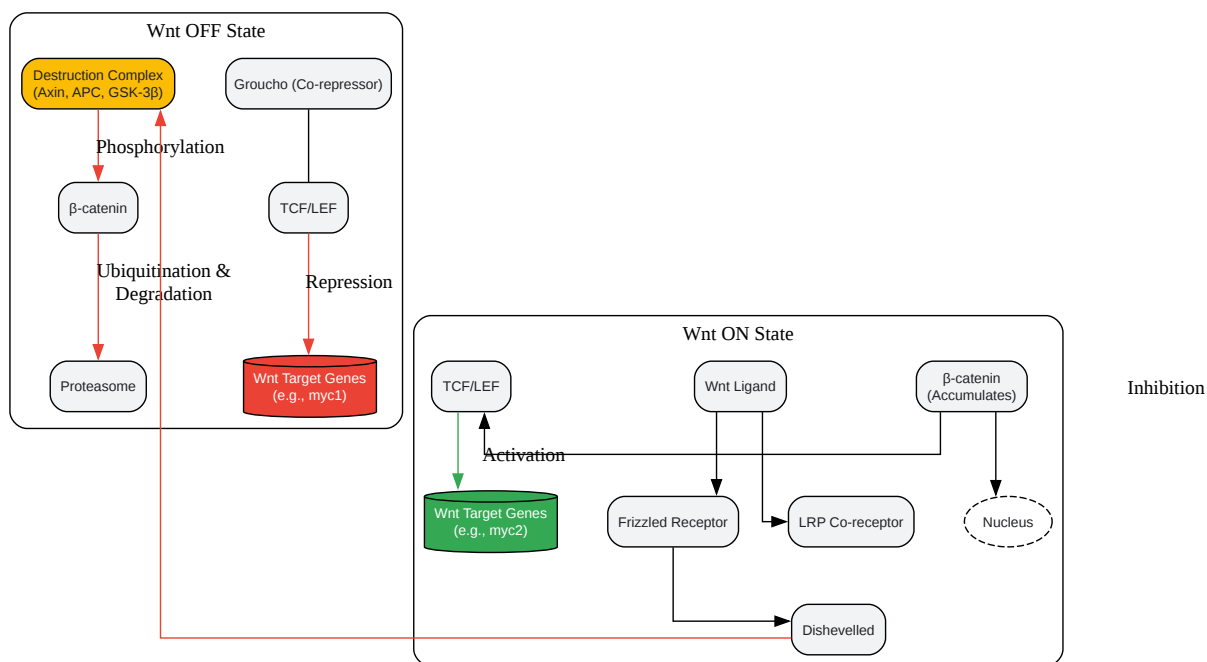 Wnt OFF State
Destruction Complex
(Axin, APC, GSK-3β)
Groucho (Co-repressor)
Phosphorylation
β-catenin
TCF/LEF
Ubiquitination &
Degradation
Repression
Proteasome
Wnt Target Genes
(e.g., myc1)
Wnt ON State
TCF/LEF
Wnt Ligand
β-catenin
(Accumulates)
Inhibition
Activation
Wnt Target Genes
(e.g., myc2)
Frizzled Receptor
LRP Co-receptor
Nucleus
Dishevelled